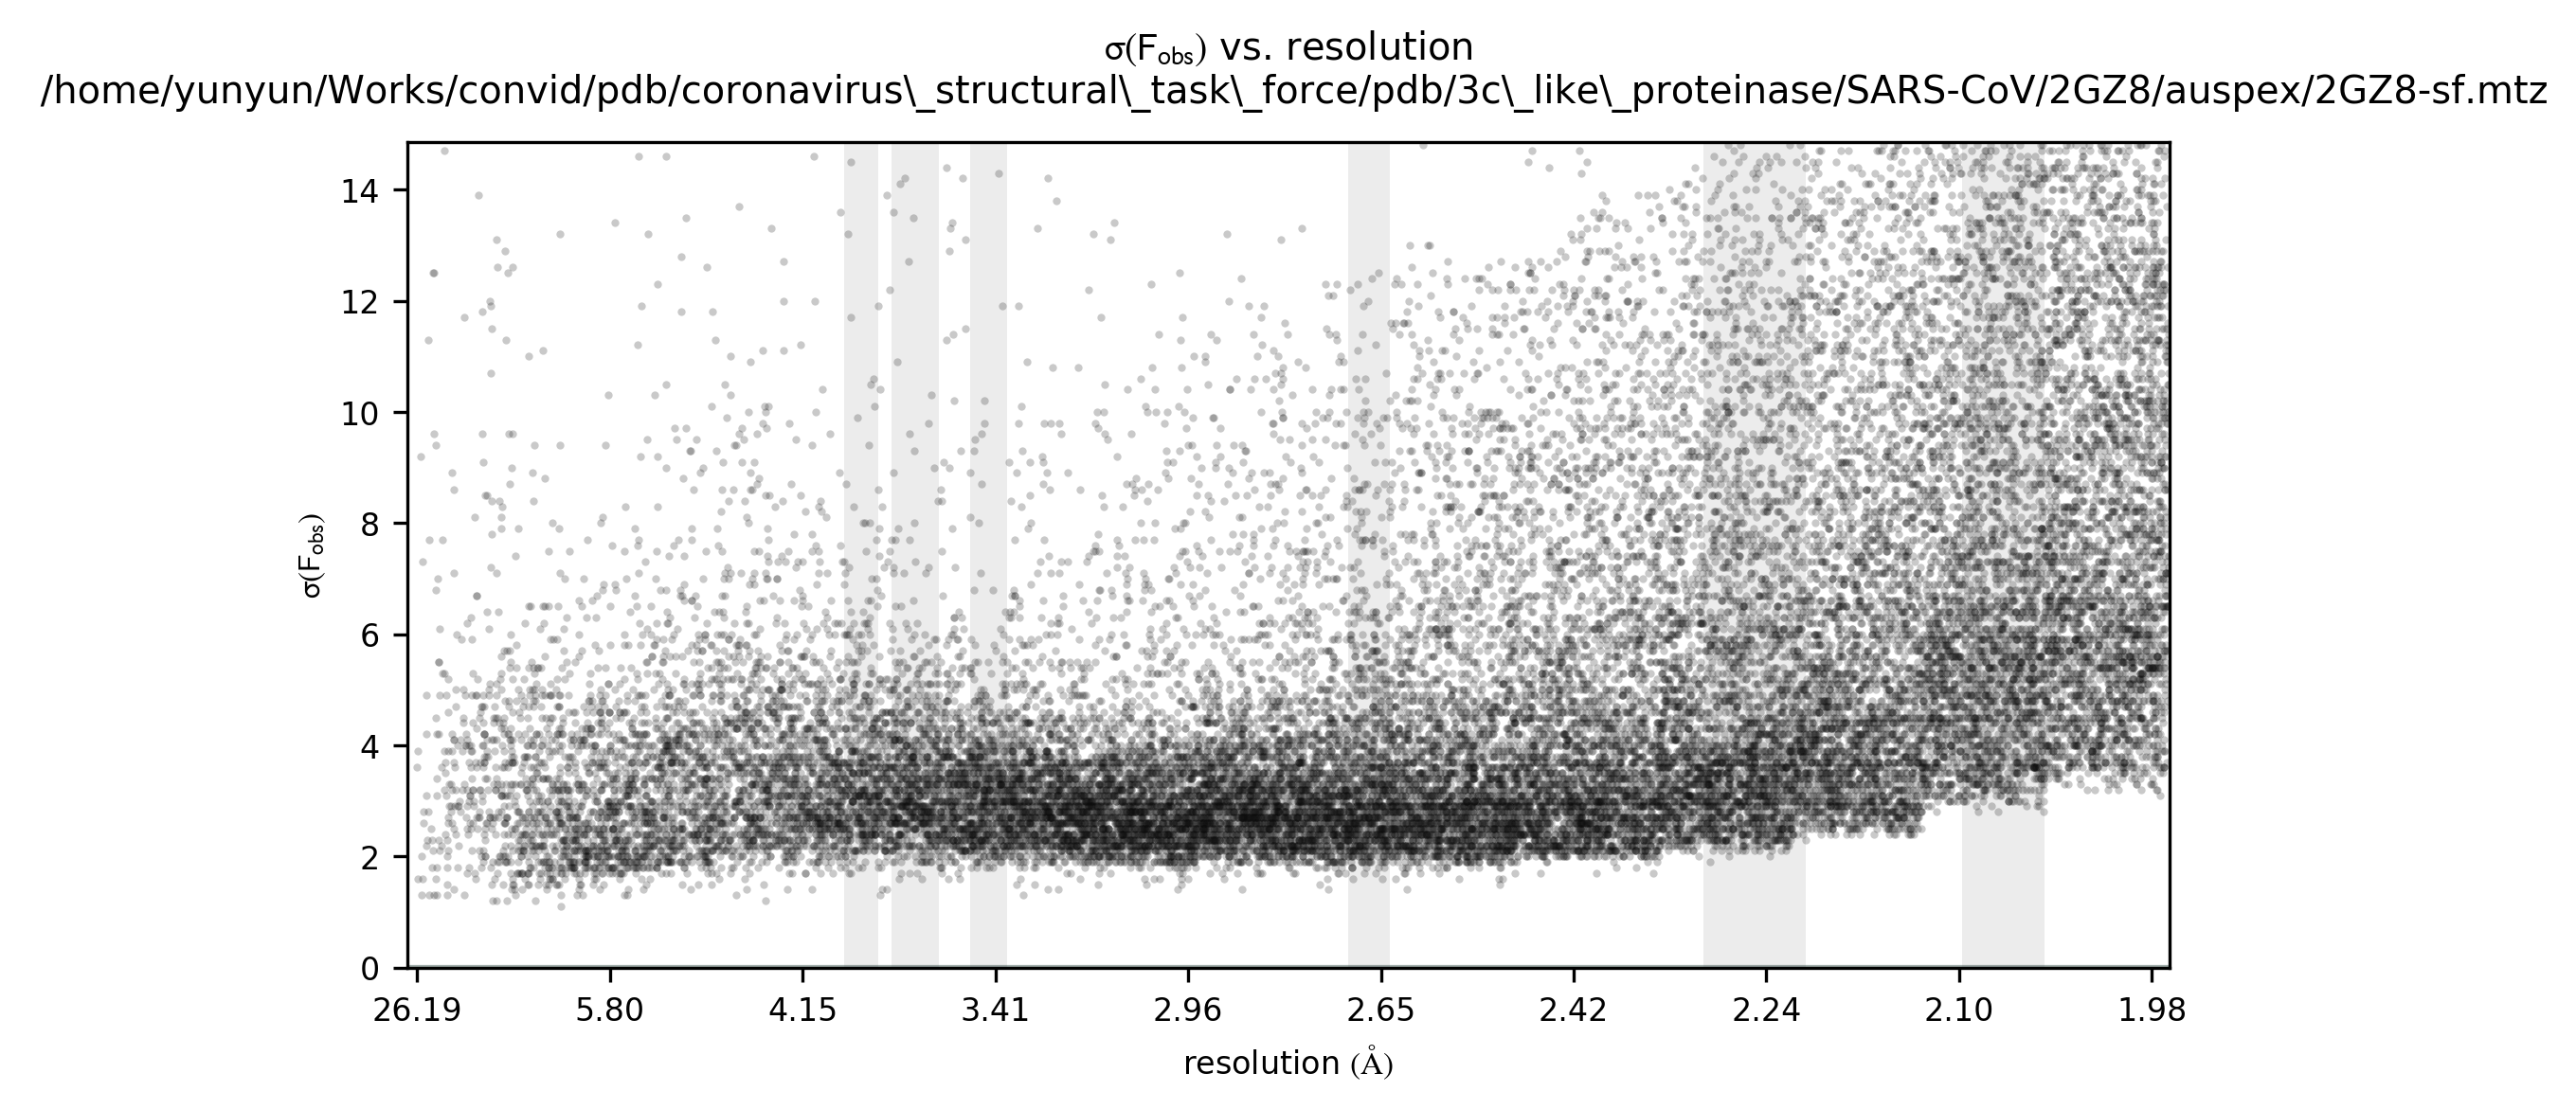 σ(Fobs) vs. resolution
/home/yunyun/Works/convid/pdb/coronavirus\_structural\_task\_force/pdb/3c\_like\_proteinase/SARS-CoV/2GZ8/auspex/2GZ8-sf.mtz
14
12
10
8
6
4
2
0
σ(Fobs)
26.19 5.80 4.15 3.41 2.96 2.65 2.42 2.24 2.10 1.98
resolution (Å)